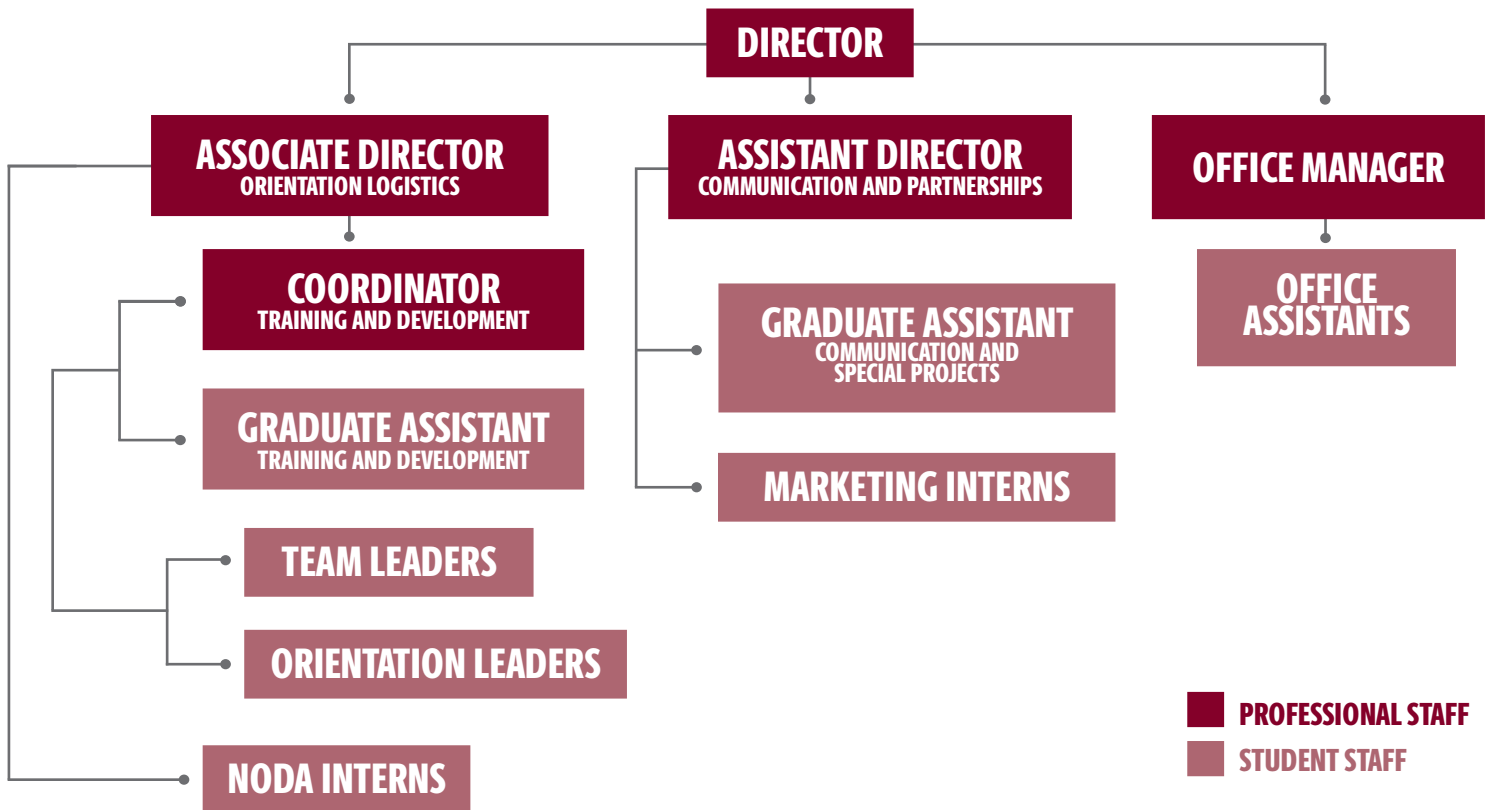 DIRECTOR
ASSOCIATE DIRECTOR
ORIENTATION LOGISTICS
ASSISTANT DIRECTOR
COMMUNICATION AND PARTNERSHIPS
OFFICE MANAGER
COORDINATOR
TRAINING AND DEVELOPMENT
GRADUATE ASSISTANT
COMMUNICATION AND
SPECIAL PROJECTS
OFFICE
ASSISTANTS
GRADUATE ASSISTANT
TRAINING AND DEVELOPMENT
MARKETING INTERNS
TEAM LEADERS
ORIENTATION LEADERS
NODA INTERNS
PROFESSIONAL STAFF
STUDENT STAFF